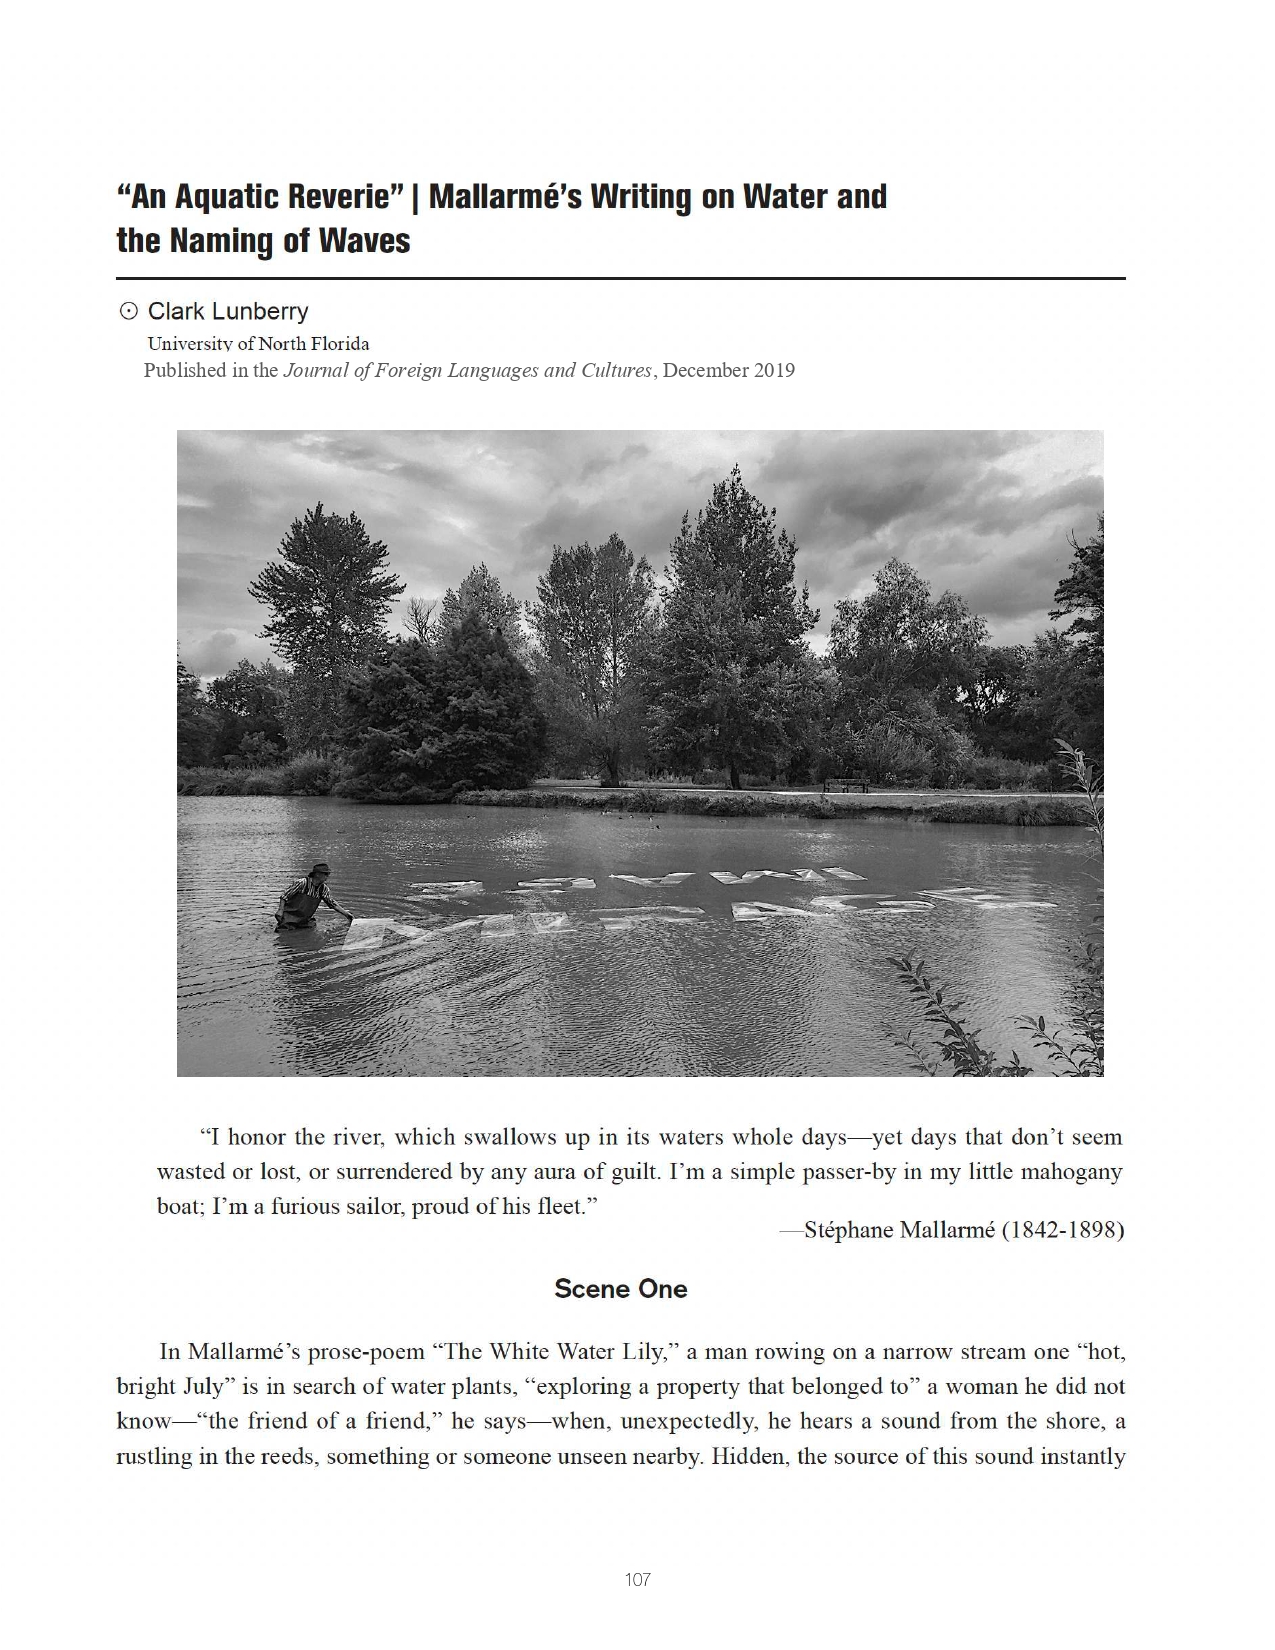 “An Aquatic Reverie” | Mallarmé’s Writing on Water and
the Naming of Waves
Clark Lunberry
University of North Florida
Published in the Journal of Foreign Languages and Cultures, December 2019
“I honor the river, which swallows up in its waters whole days—yet days that don’t seem
wasted or lost, or surrendered by any aura of guilt. I’m a simple passer-by in my little mahogany
boat; I’m a furious sailor, proud of his fleet.”
—Stéphane Mallarmé (1842-1898)
Scene One
In Mallarmé’s prose-poem “The White Water Lily,” a man rowing on a narrow stream one “hot,
bright July” is in search of water plants, “exploring a property that belonged to” a woman he did not
know—“the friend of a friend,” he says—when, unexpectedly, he hears a sound from the shore, a
rustling in the reeds, something or someone unseen nearby. Hidden, the source of this sound instantly
107